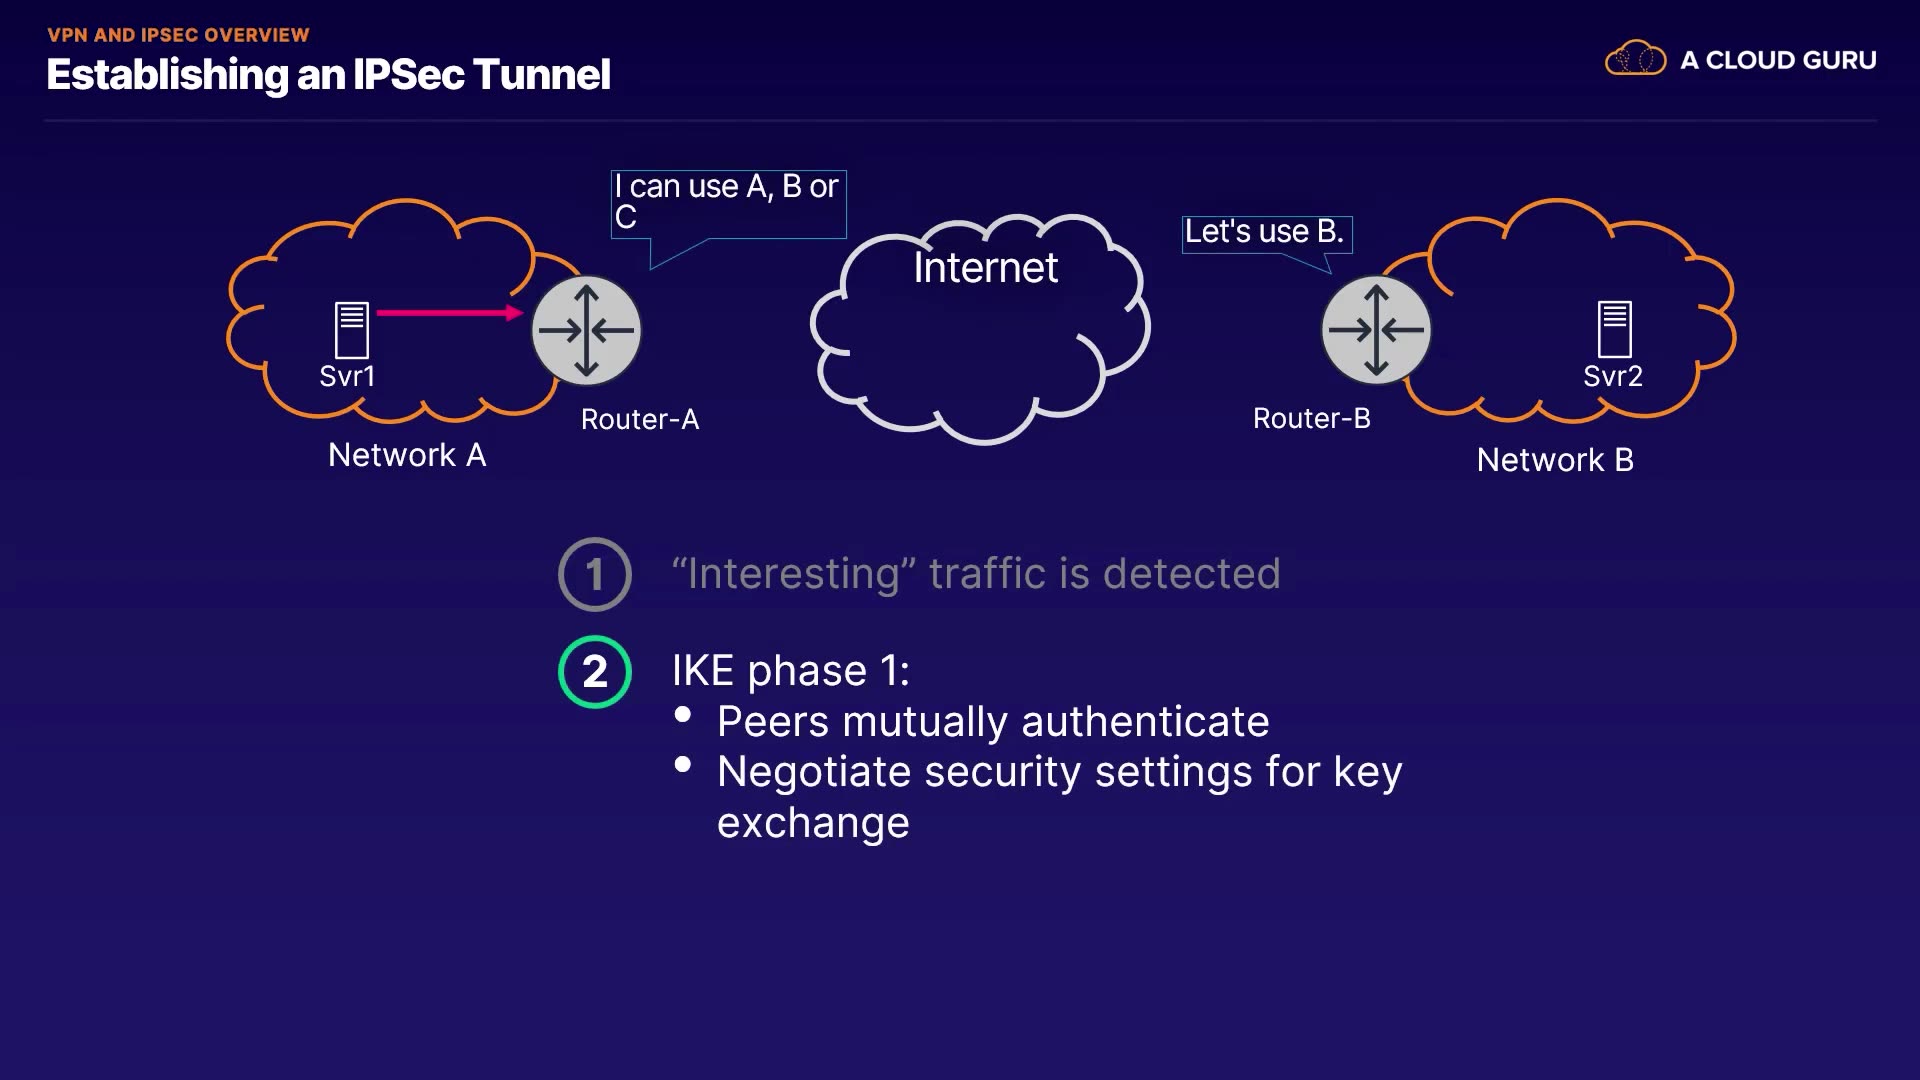 VPN AND IPSEC OVERVIEW
Establishing an IPSec Tunnel
A CLOUD GURU
I can use A, B or
C
Internet
Let's use B.
Svr1
Router-A
Network A
Router-B
Svr2
Network B
1 “Interesting” traffic is detected
2 IKE phase 1:
• Peers mutually authenticate
• Negotiate security settings for key
exchange